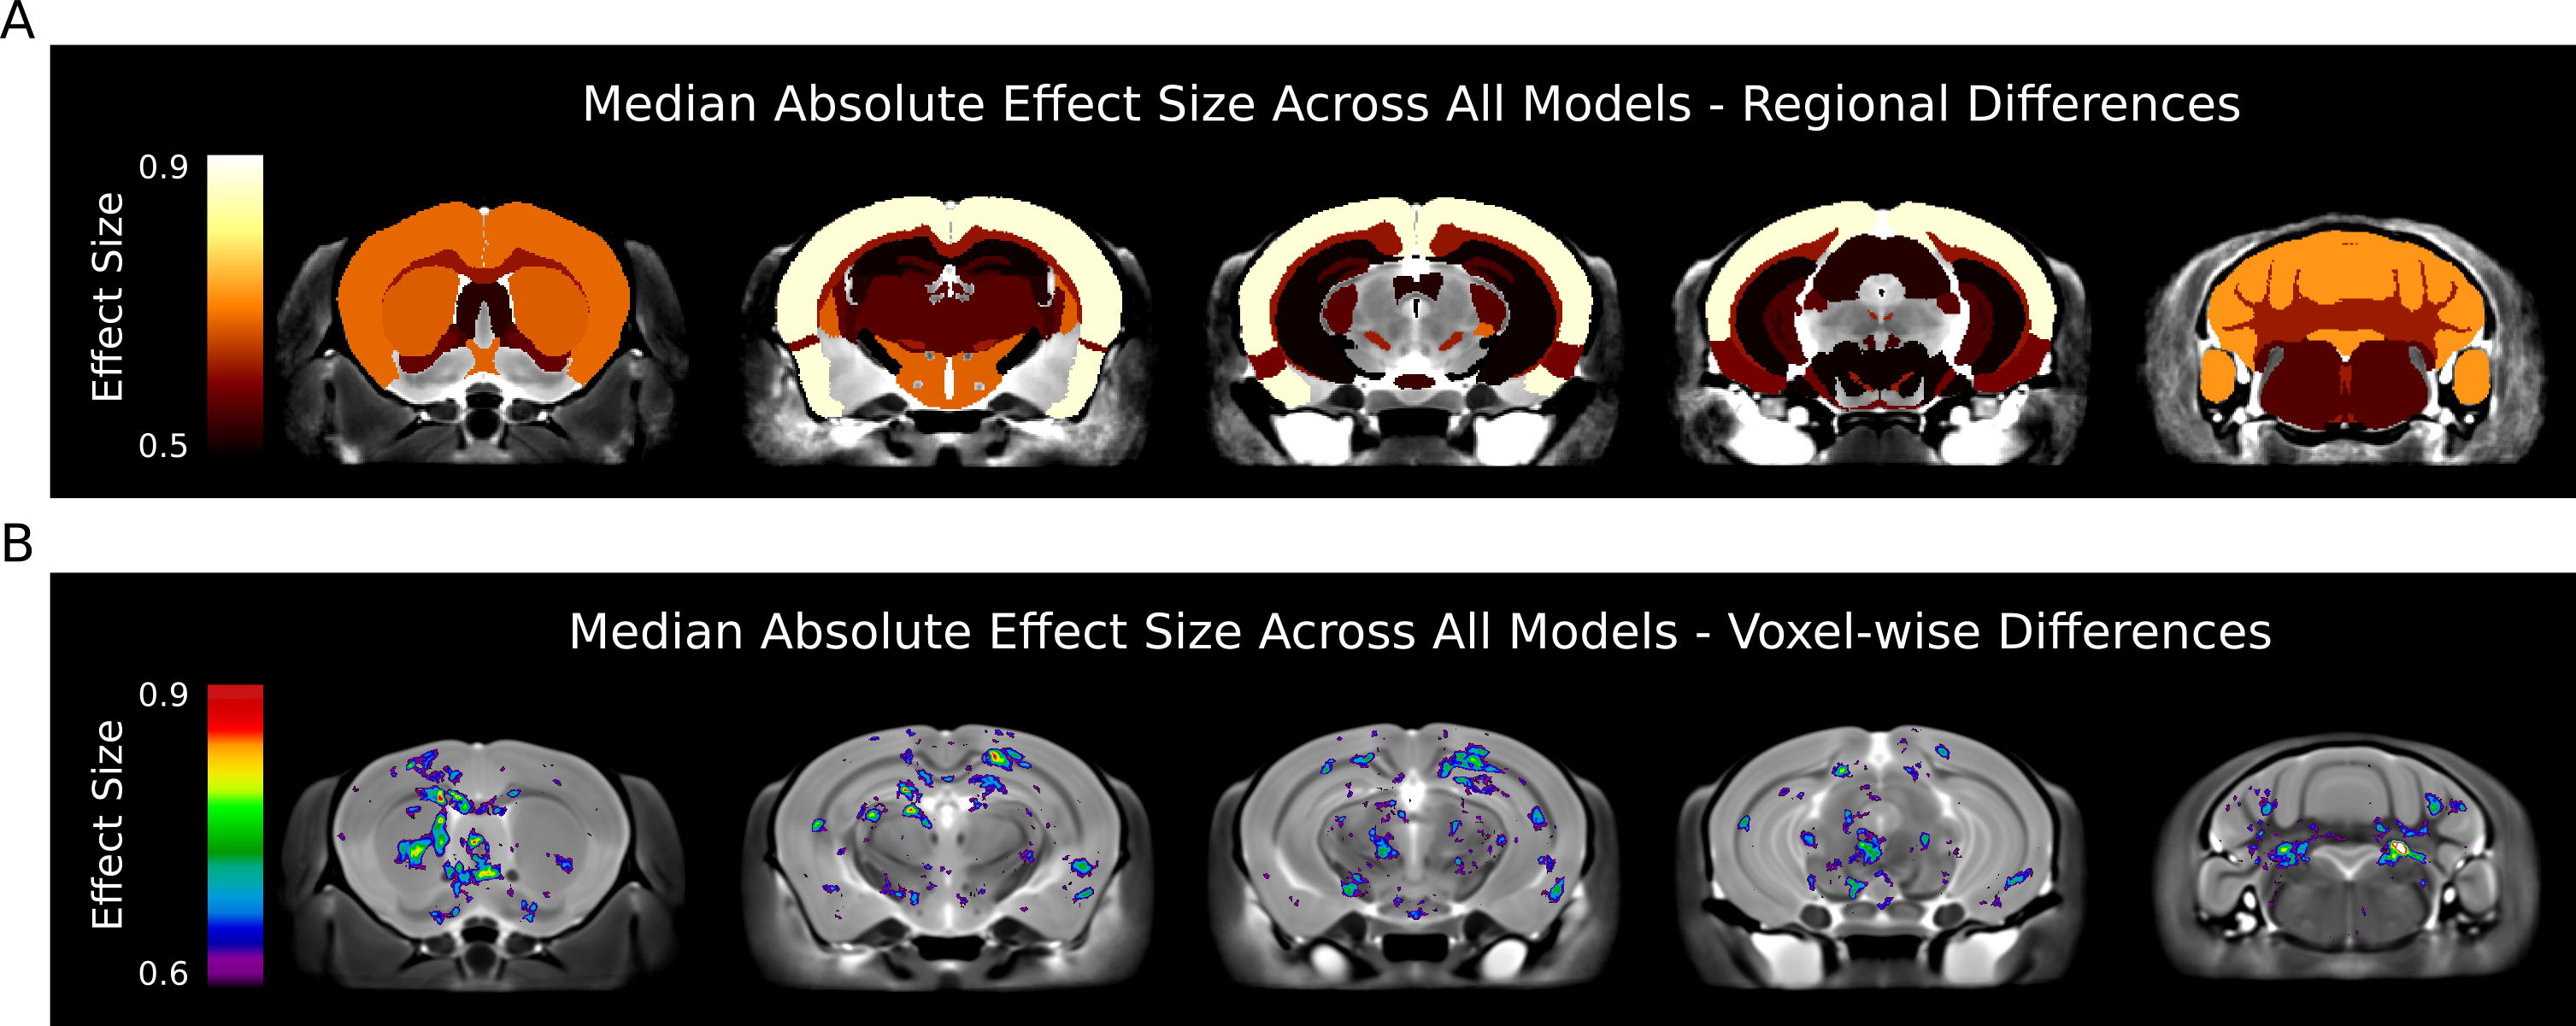 A
Median Absolute Effect Size Across All Models - Regional Differences
0.9
Effect Size
0.5
B
Median Absolute Effect Size Across All Models - Voxel-wise Differences
0.9
Effect Size
0.6